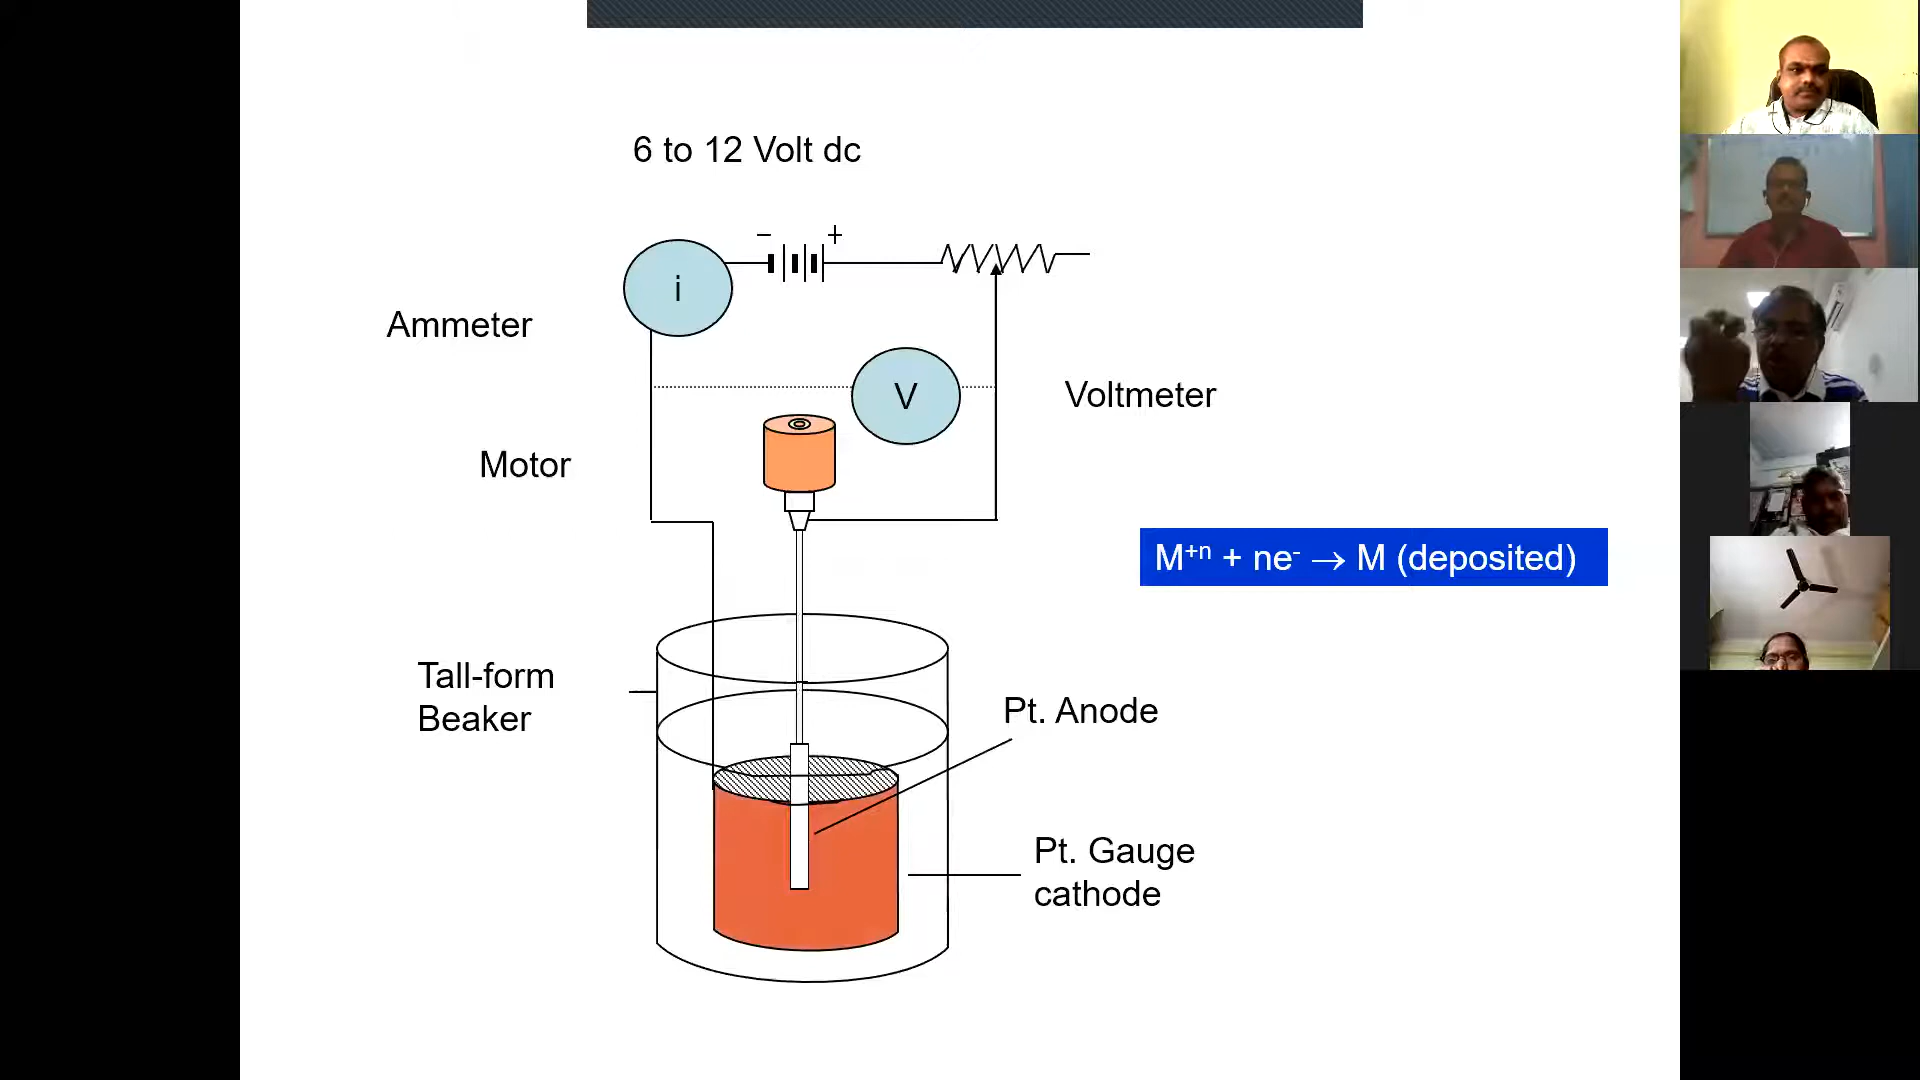 6 to 12 Volt dc
− +
i
Ammeter
V
Voltmeter
Motor
M⁺ⁿ + ne⁻ → M (deposited)
Tall-form
Beaker
Pt. Anode
Pt. Gauge
cathode